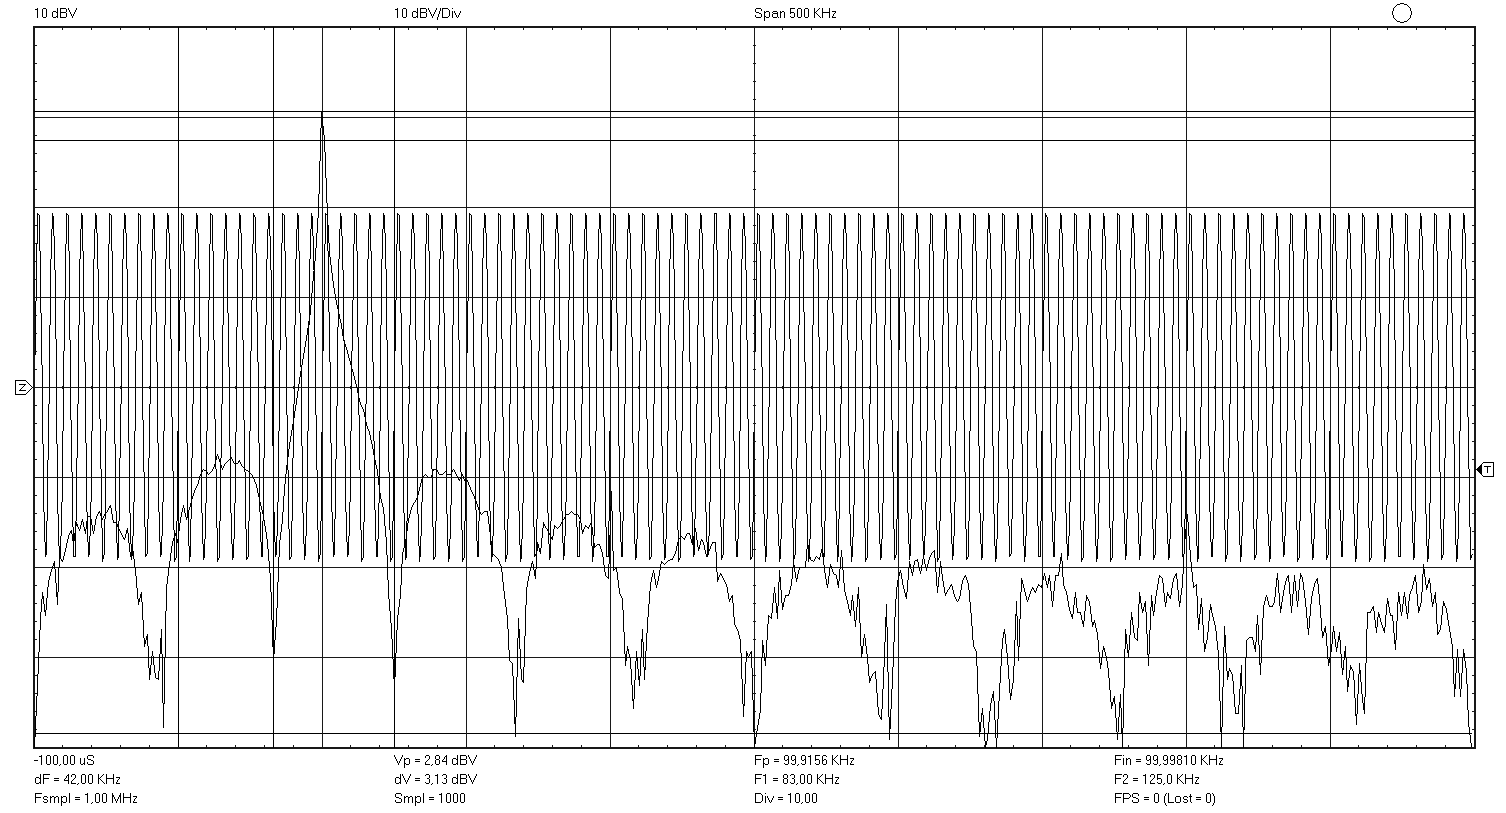 10 dBV 10 dBV/Div Span 500 KHz
Z
T
-100,00 uS Vp = 2,84 dBV Fp = 99,9156 KHz Fin = 99,99810 KHz
dF = 42,00 KHz dV = 3,13 dBV F1 = 83,00 KHz F2 = 125,0 KHz
Fsmpl = 1,00 MHz Smpl = 1000 Div = 10,00 FPS = 0 (Lost = 0)